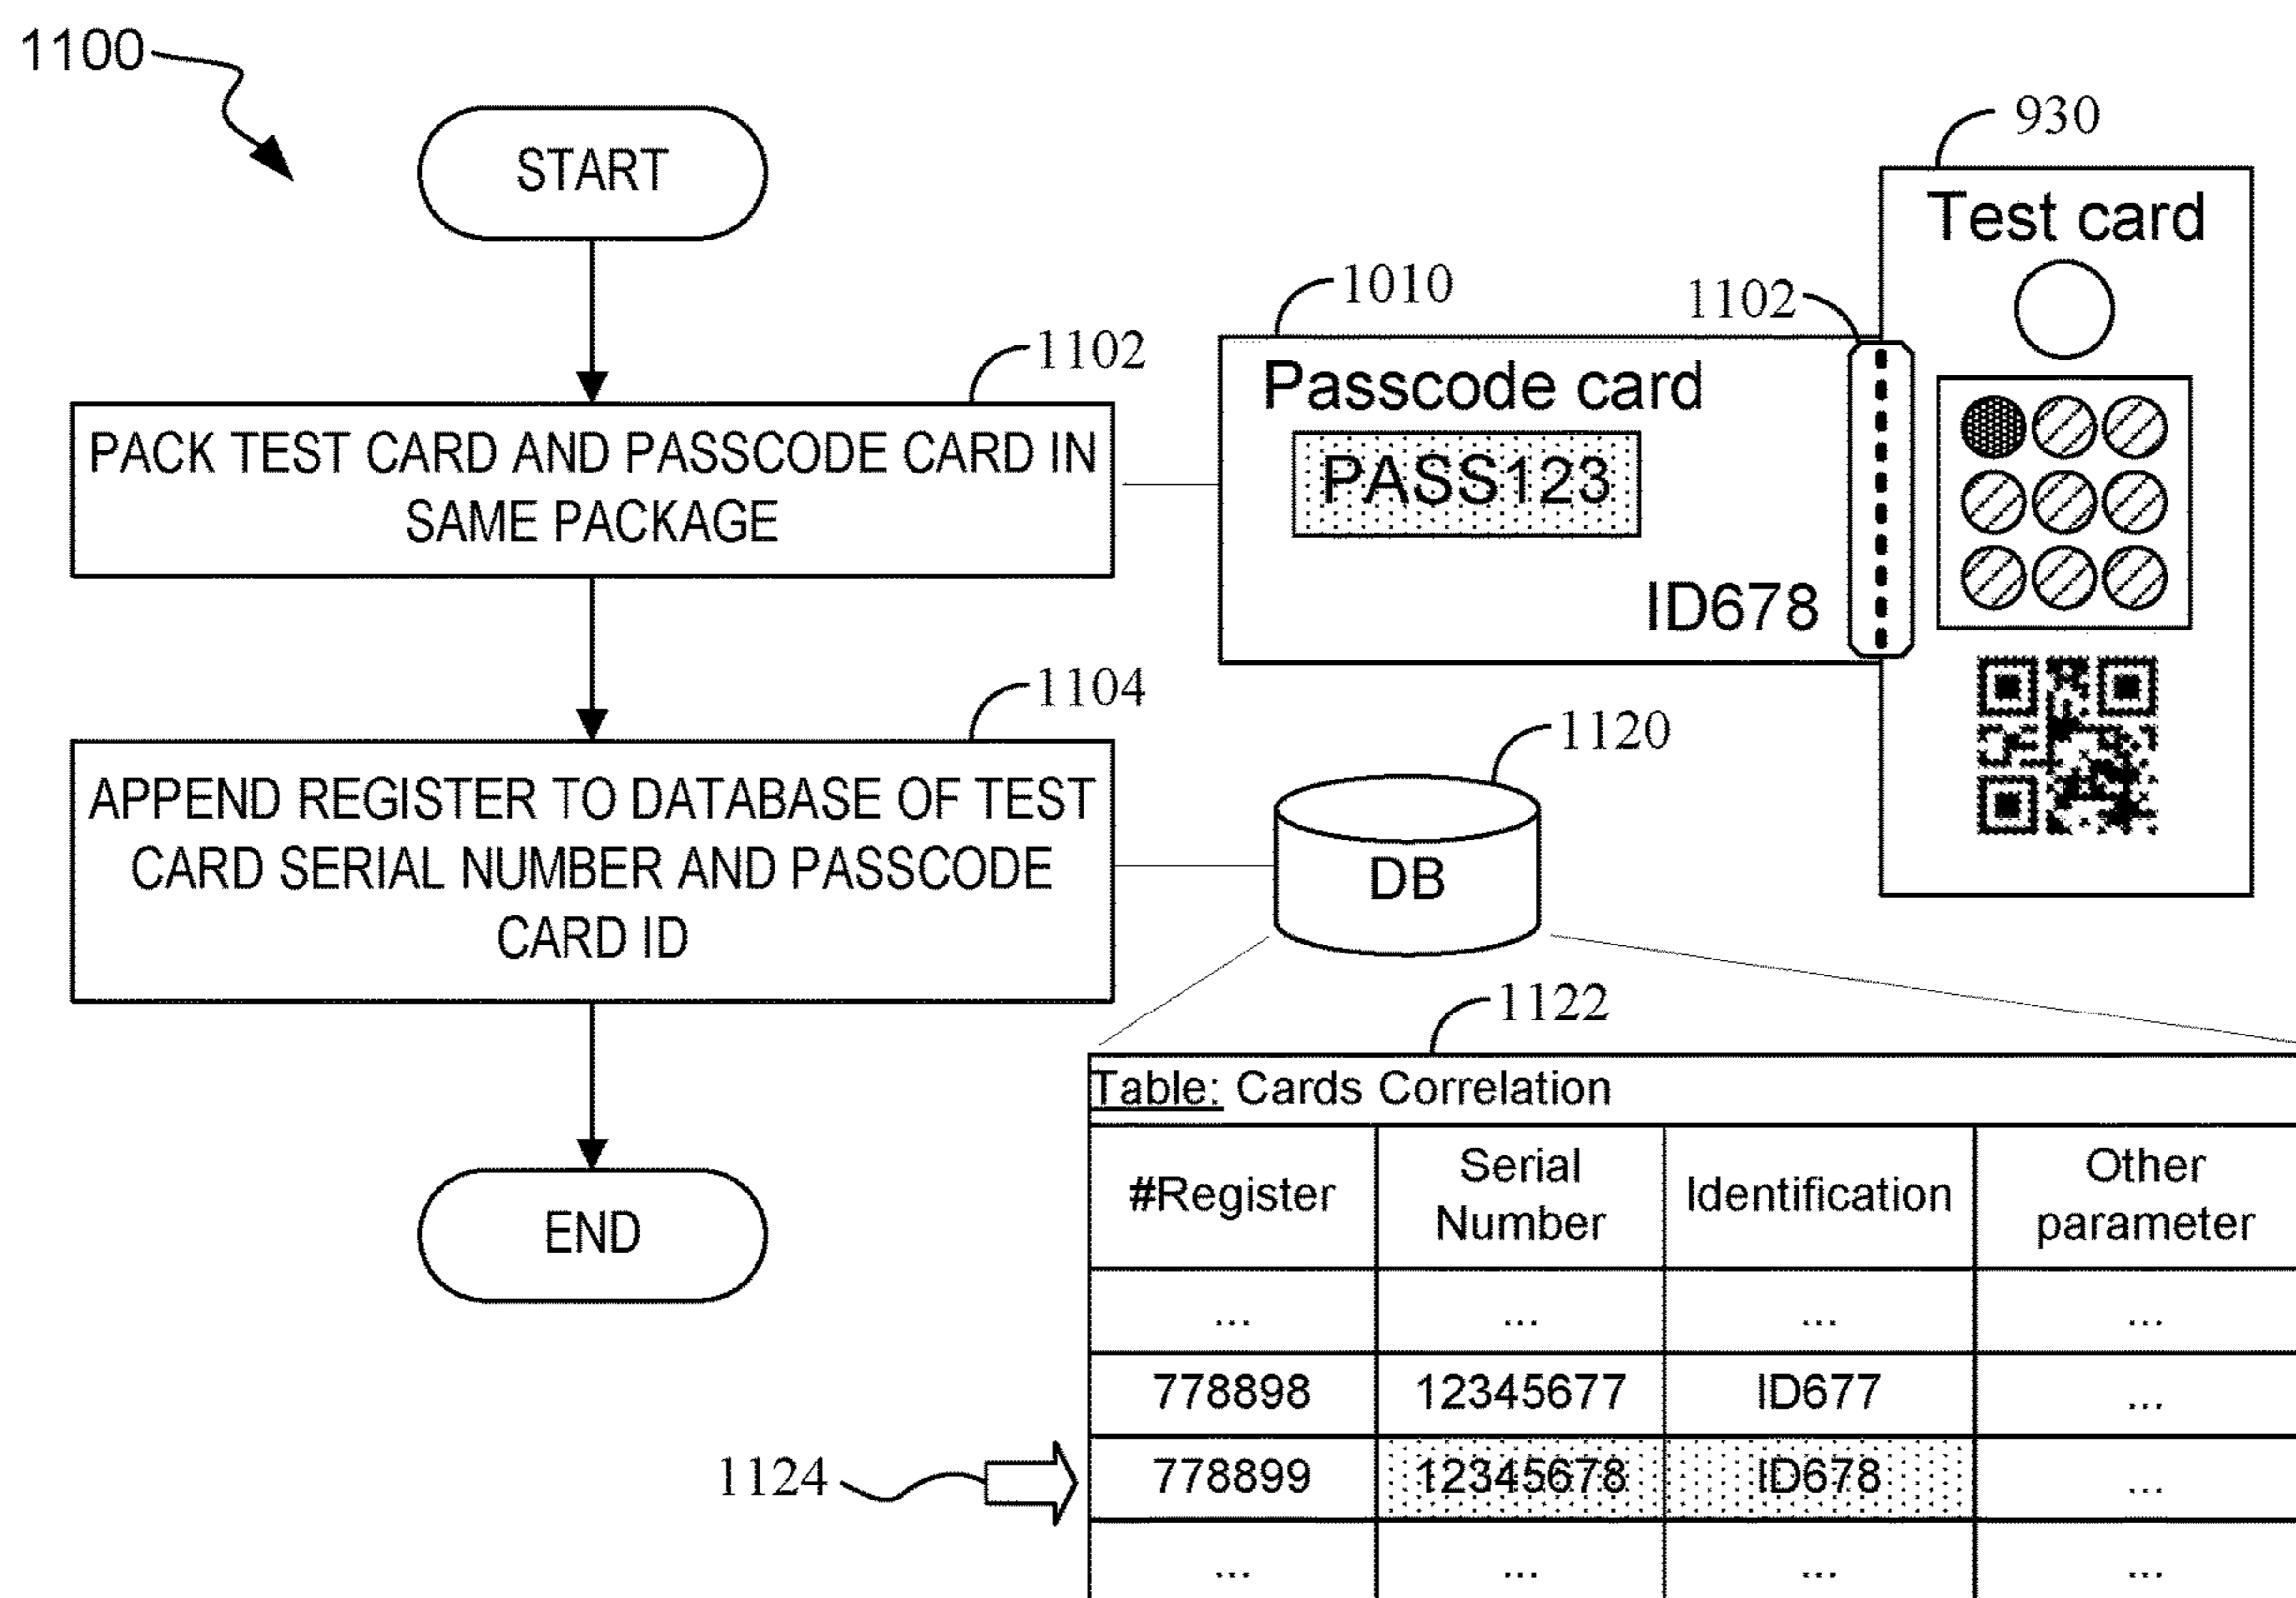 1100
START
1102
PACK TEST CARD AND PASSCODE CARD IN
SAME PACKAGE
1104
APPEND REGISTER TO DATABASE OF TEST
CARD SERIAL NUMBER AND PASSCODE
CARD ID
END
930
Test card
1010
1102
Passcode card
PASS123
ID678
1120
DB
1122
Table: Cards Correlation
#Register
Serial
Number
Identification
Other
parameter
... ... ... ...
778898 12345677 ID677 ...
1124
778899 12345678 ID678 ...
... ... ... ...